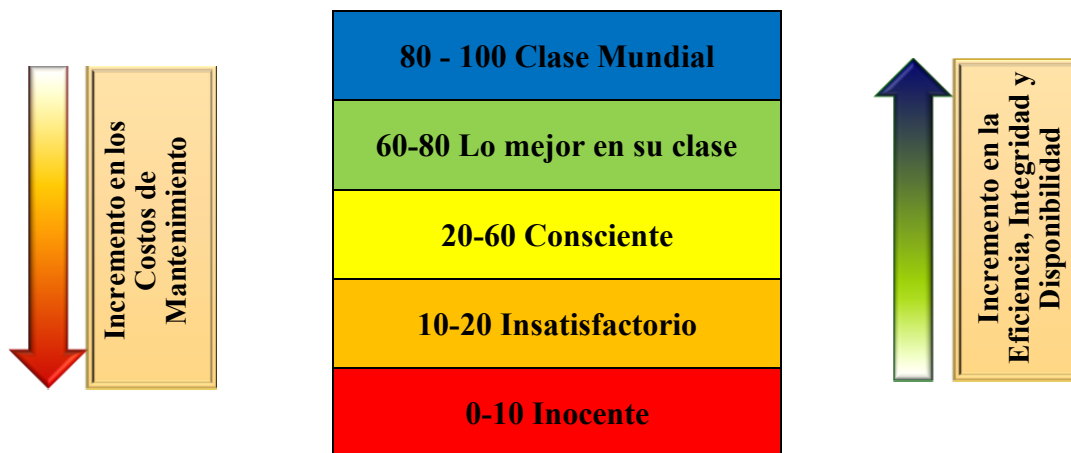 Incremento en los
Costos de
Mantenimiento
80 - 100 Clase Mundial
60-80 Lo mejor en su clase
20-60 Consciente
10-20 Insatisfactorio
0-10 Inocente
Incremento en la
Eficiencia, Integridad y
Disponibilidad